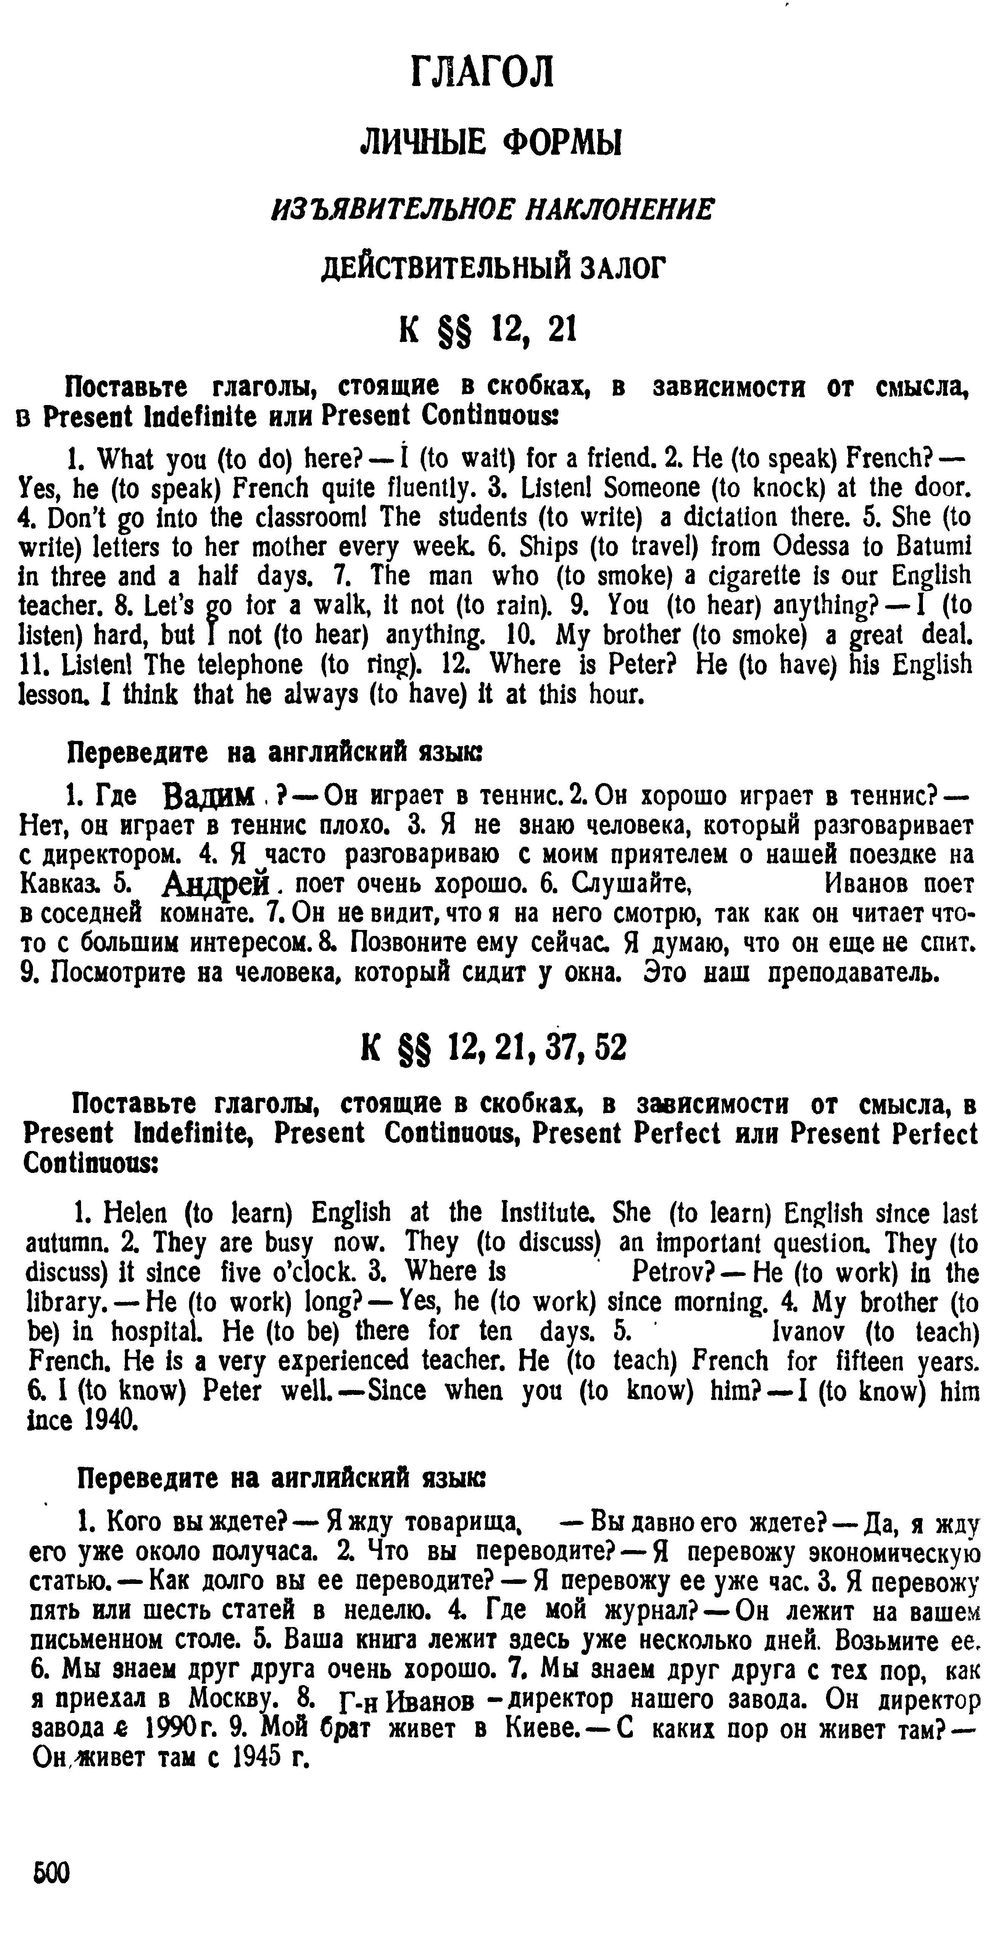 ГЛАГОЛ
ЛИЧНЫЕ ФОРМЫ
ИЗЪЯВИТЕЛЬНОЕ НАКЛОНЕНИЕ
ДЕЙСТВИТЕЛЬНЫЙ ЗАЛОГ
К §§ 12, 21
Поставьте глаголы, стоящие в скобках, в зависимости от смысла,
в Present Indefinite или Present Continuous:
1. What you (to do) here? — I (to wait) for a friend. 2. He (to speak) French? —
Yes, he (to speak) French quite fluently. 3. Listen! Someone (to knock) at the door.
4. Don't go into the classroom! The students (to write) a dictation there. 5. She (to
write) letters to her mother every week. 6. Ships (to travel) from Odessa to Batumi
in three and a half days. 7. The man who (to smoke) a cigarette is our English
teacher. 8. Let's go for a walk, it not (to rain). 9. You (to hear) anything? — I (to
listen) hard, but I not (to hear) anything. 10. My brother (to smoke) a great deal.
11. Listen! The telephone (to ring). 12. Where is Peter? He (to have) his English
lesson. I think that he always (to have) it at this hour.
Переведите на английский язык:
1. Где Вадим . ? — Он играет в теннис. 2. Он хорошо играет в теннис? —
Нет, он играет в теннис плохо. 3. Я не знаю человека, который разговаривает
с директором. 4. Я часто разговариваю с моим приятелем о нашей поездке на
Кавказ. 5. Андрей . поет очень хорошо. 6. Слушайте, Иванов поет
в соседней комнате. 7. Он не видит, что я на него смотрю, так как он читает что-
то с большим интересом. 8. Позвоните ему сейчас. Я думаю, что он еще не спит.
9. Посмотрите на человека, который сидит у окна. Это наш преподаватель.
К §§ 12, 21, 37, 52
Поставьте глаголы, стоящие в скобках, в зависимости от смысла, в
Present Indefinite, Present Continuous, Present Perfect или Present Perfect
Continuous:
1. Helen (to learn) English at the Institute. She (to learn) English since last
autumn. 2. They are busy now. They (to discuss) an important question. They (to
discuss) it since five o'clock. 3. Where is Petrov? — He (to work) in the
library. — He (to work) long? — Yes, he (to work) since morning. 4. My brother (to
be) in hospital. He (to be) there for ten days. 5. Ivanov (to teach)
French. He is a very experienced teacher. He (to teach) French for fifteen years.
6. I (to know) Peter well. — Since when you (to know) him? — I (to know) him
ince 1940.
Переведите на английский язык:
1. Кого вы ждете? — Я жду товарища, — Вы давно его ждете? — Да, я жду
его уже около получаса. 2. Что вы переводите? — Я перевожу экономическую
статью. — Как долго вы ее переводите? — Я перевожу ее уже час. 3. Я перевожу
пять или шесть статей в неделю. 4. Где мой журнал? — Он лежит на вашем
письменном столе. 5. Ваша книга лежит здесь уже несколько дней. Возьмите ее.
6. Мы знаем друг друга очень хорошо. 7. Мы знаем друг друга с тех пор, как
я приехал в Москву. 8. Г-н Иванов - директор нашего завода. Он директор
завода с 1990 г. 9. Мой брат живет в Киеве. — С каких пор он живет там? —
Он живет там с 1945 г.
500